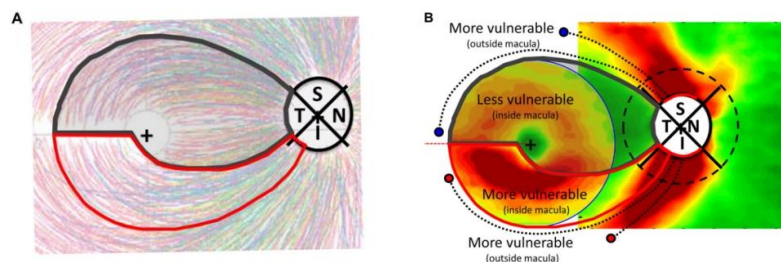 A
S
T N
I
+
B
More vulnerable
(outside macula)
Less vulnerable
(inside macula)
S
T N
I
+
More vulnerable
(inside macula)
More vulnerable
(outside macula)